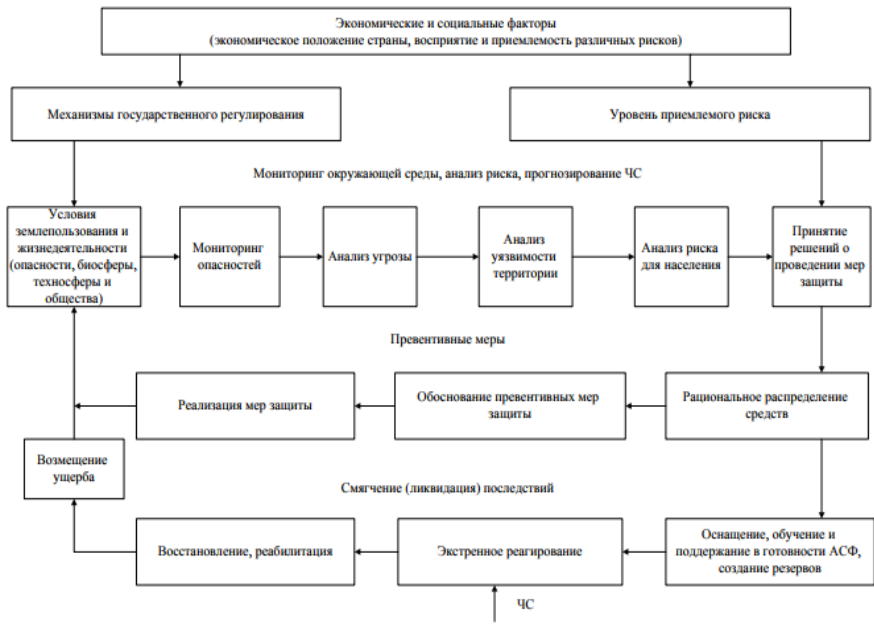 Экономические и социальные факторы
(экономическое положение страны, восприятие и приемлемость различных рисков)
Механизмы государственного регулирования
Уровень приемлемого риска
Мониторинг окружающей среды, анализ риска, прогнозирование ЧС
Условия
землепользования и
жизнедеятельности
(опасности, биосферы,
техносферы и
общества)
Мониторинг
опасностей
Анализ угрозы
Анализ
уязвимости
территории
Анализ риска
для населения
Принятие
решений о
проведении мер
защиты
Превентивные меры
Реализация мер защиты
Обоснование превентивных мер
защиты
Рациональное распределение
средств
Возмещение
ущерба
Смягчение (ликвидация) последствий
Восстановление, реабилитация
Экстренное реагирование
Оснащение, обучение и
поддержание в готовности АСФ,
создание резервов
ЧС